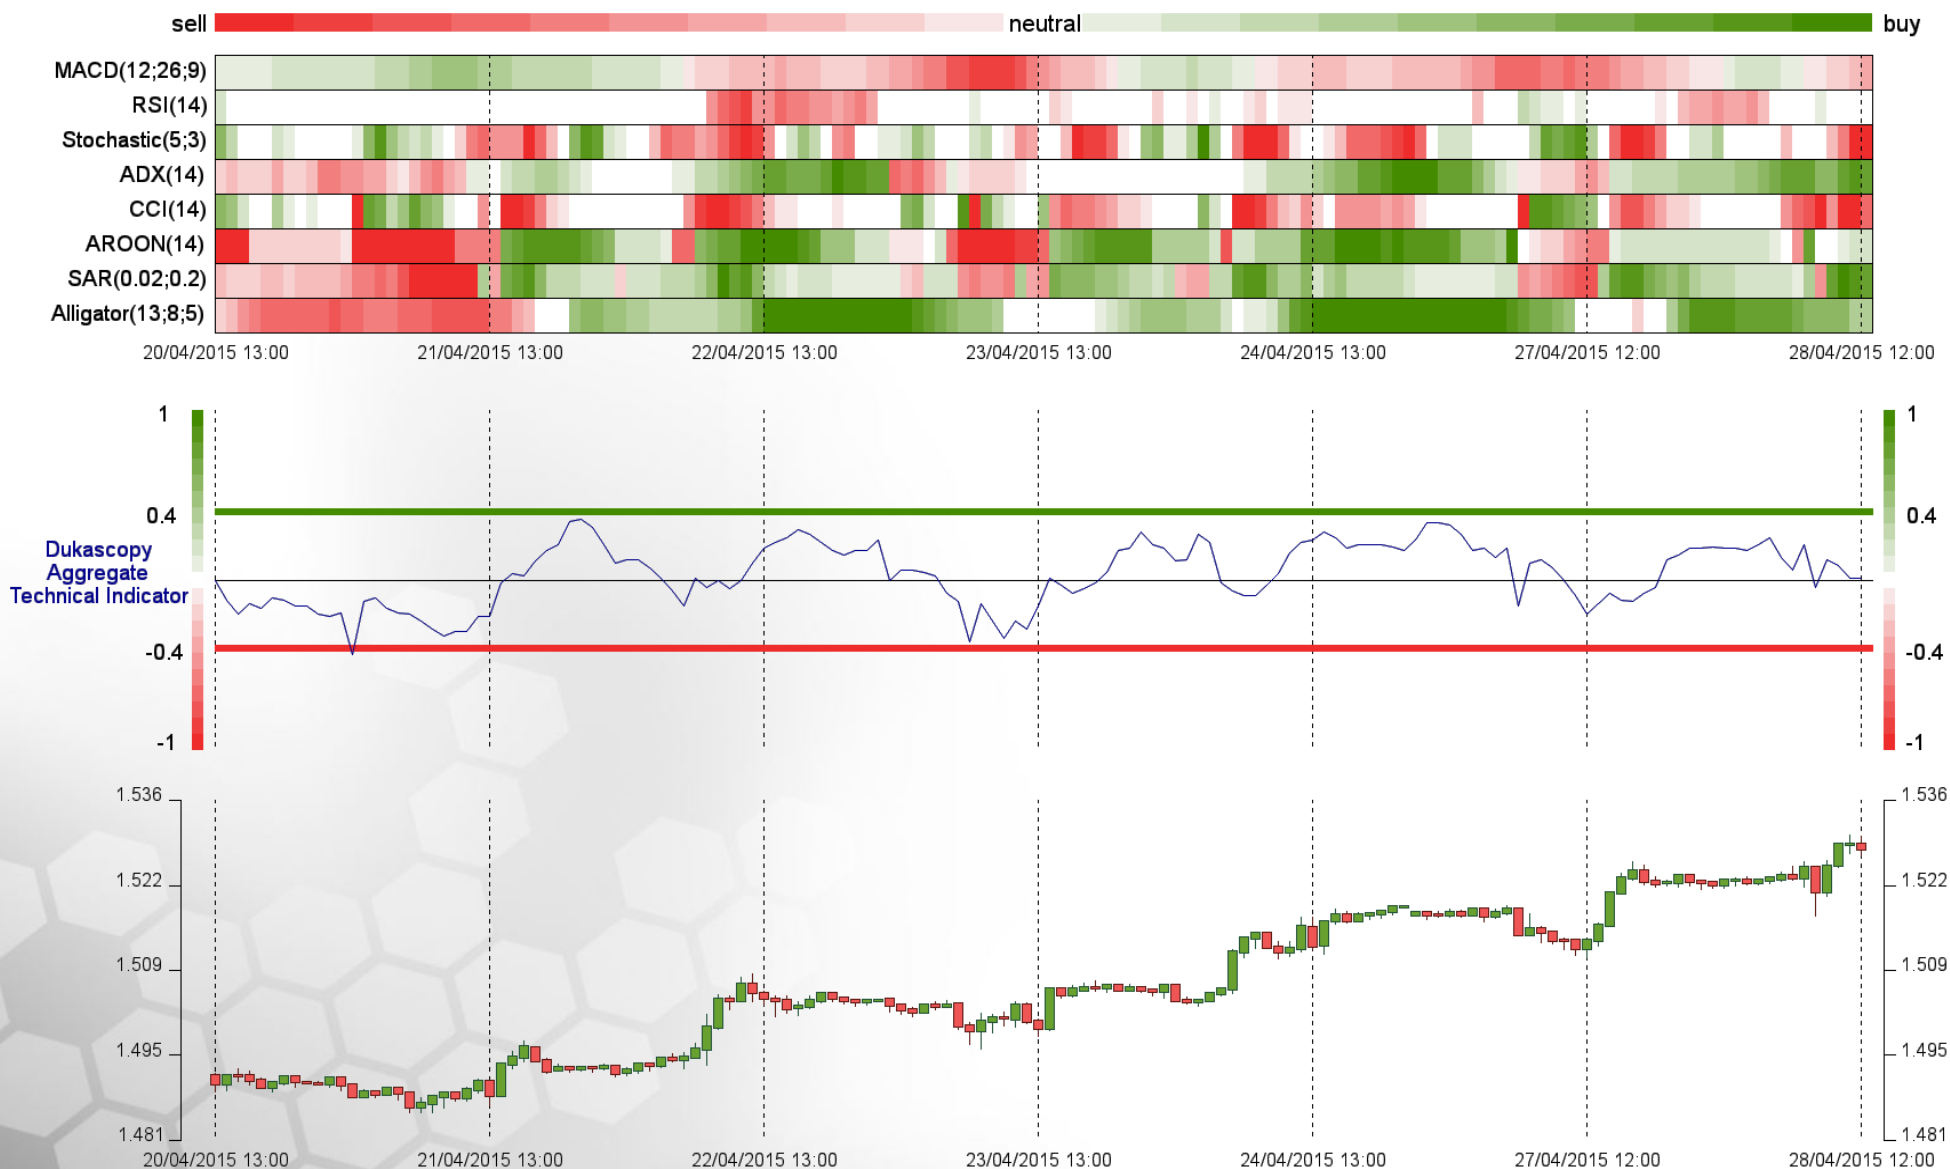 sell neutral buy
MACD(12;26;9)
RSI(14)
Stochastic(5;3)
ADX(14)
CCI(14)
AROON(14)
SAR(0.02;0.2)
Alligator(13;8;5)
20/04/2015 13:00 21/04/2015 13:00 22/04/2015 13:00 23/04/2015 13:00 24/04/2015 13:00 27/04/2015 12:00 28/04/2015 12:00
1 1
0.4 0.4
Dukascopy
Aggregate
Technical Indicator
-0.4 -0.4
-1 -1
1.536 1.536
1.522 1.522
1.509 1.509
1.495 1.495
1.481 1.481
20/04/2015 13:00 21/04/2015 13:00 22/04/2015 13:00 23/04/2015 13:00 24/04/2015 13:00 27/04/2015 12:00 28/04/2015 12:00